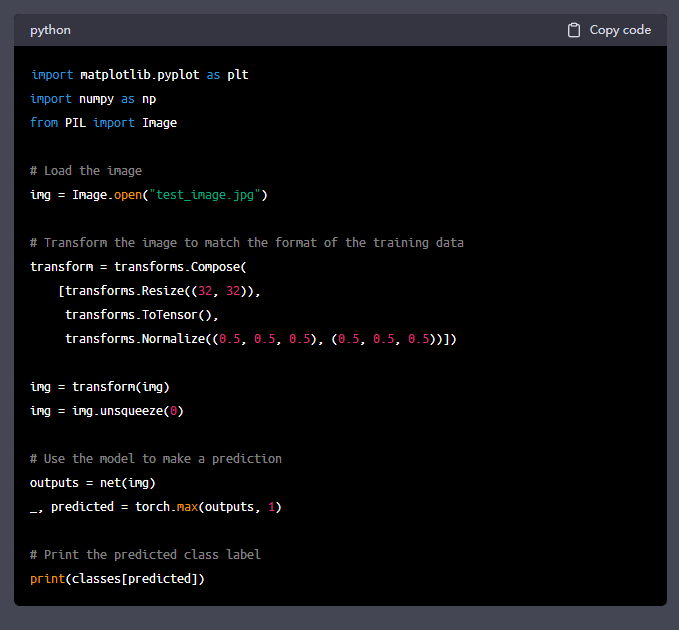 python
Copy code
import matplotlib.pyplot as plt
import numpy as np
from PIL import Image
# Load the image
img = Image.open("test_image.jpg")
# Transform the image to match the format of the training data
transform = transforms.Compose(
    [transforms.Resize((32, 32)),
     transforms.ToTensor(),
     transforms.Normalize((0.5, 0.5, 0.5), (0.5, 0.5, 0.5))])
img = transform(img)
img = img.unsqueeze(0)
# Use the model to make a prediction
outputs = net(img)
_, predicted = torch.max(outputs, 1)
# Print the predicted class label
print(classes[predicted])